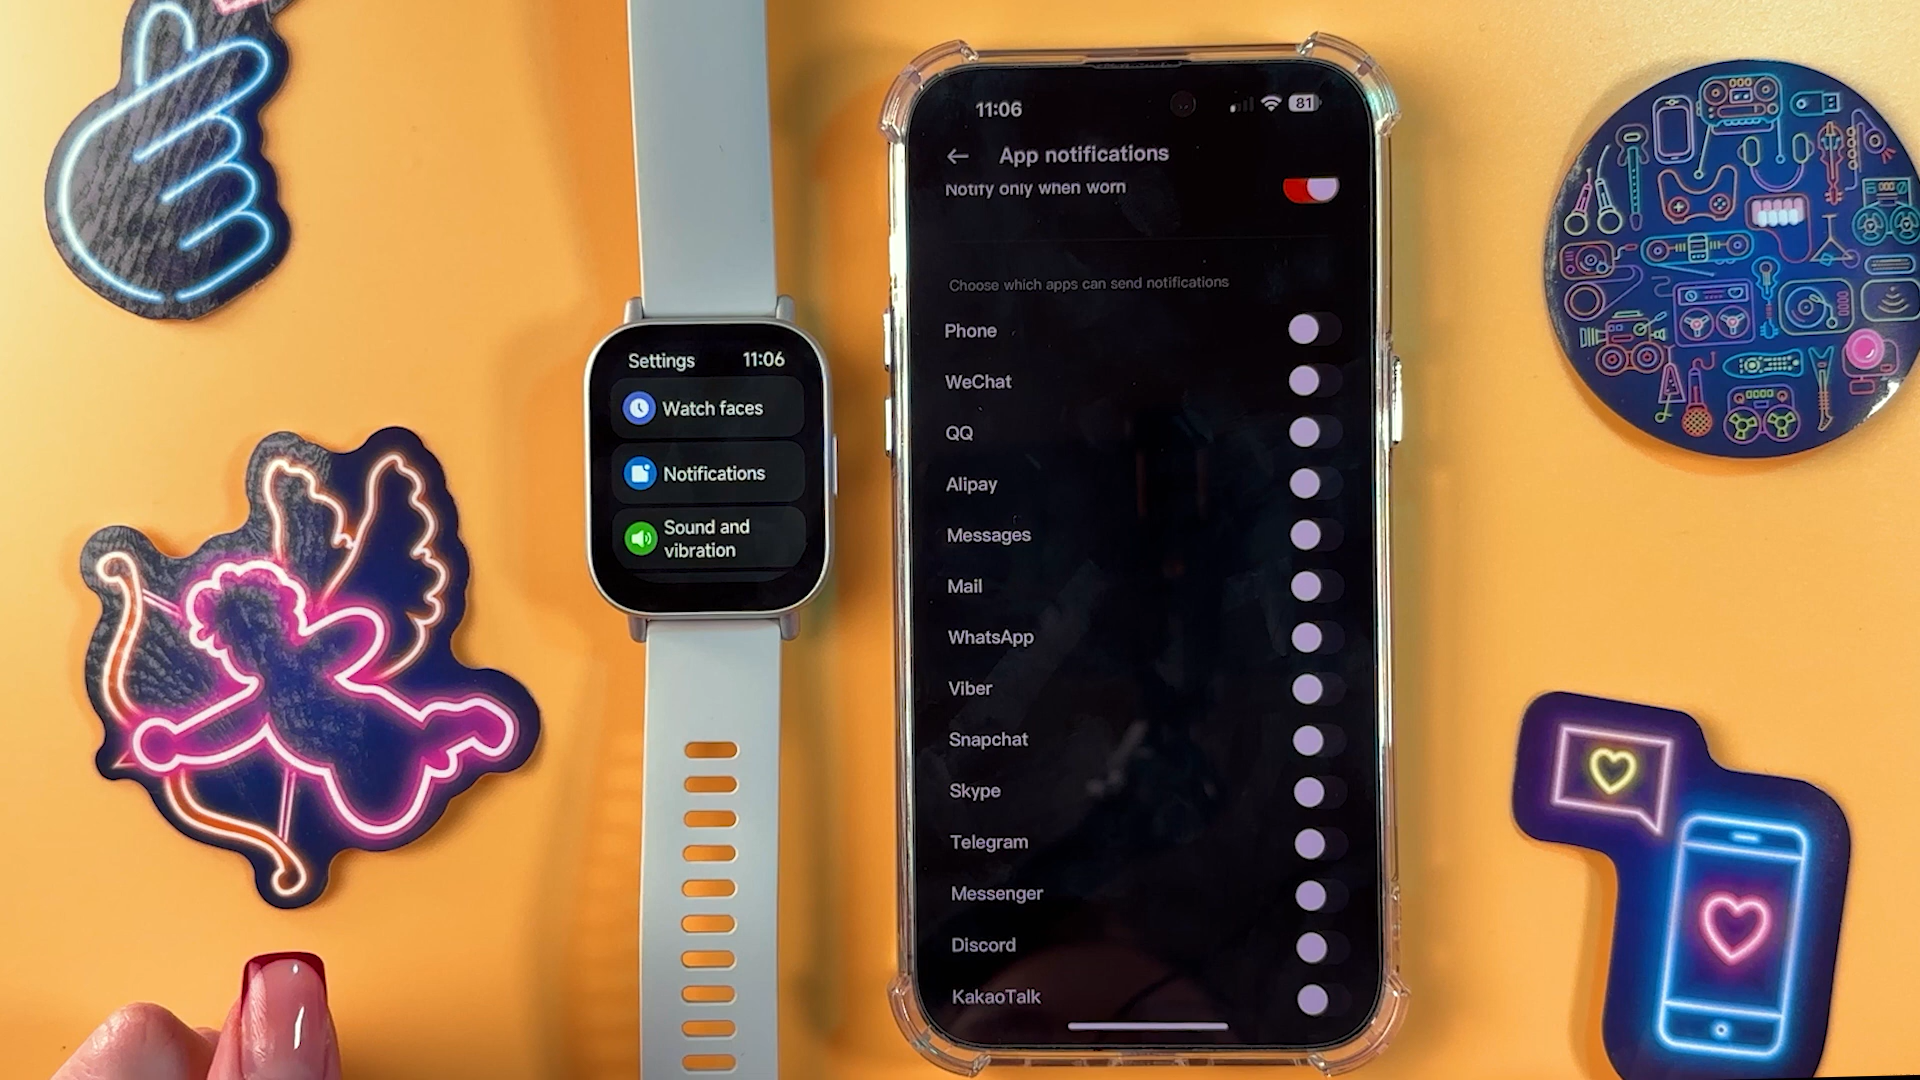 Settings 11:06
Watch faces
Notifications
Sound and
vibration
11:06 81
App notifications
Notify only when worn
Choose which apps can send notifications
Phone
WeChat
QQ
Alipay
Messages
Mail
WhatsApp
Viber
Snapchat
Skype
Telegram
Messenger
Discord
KakaoTalk